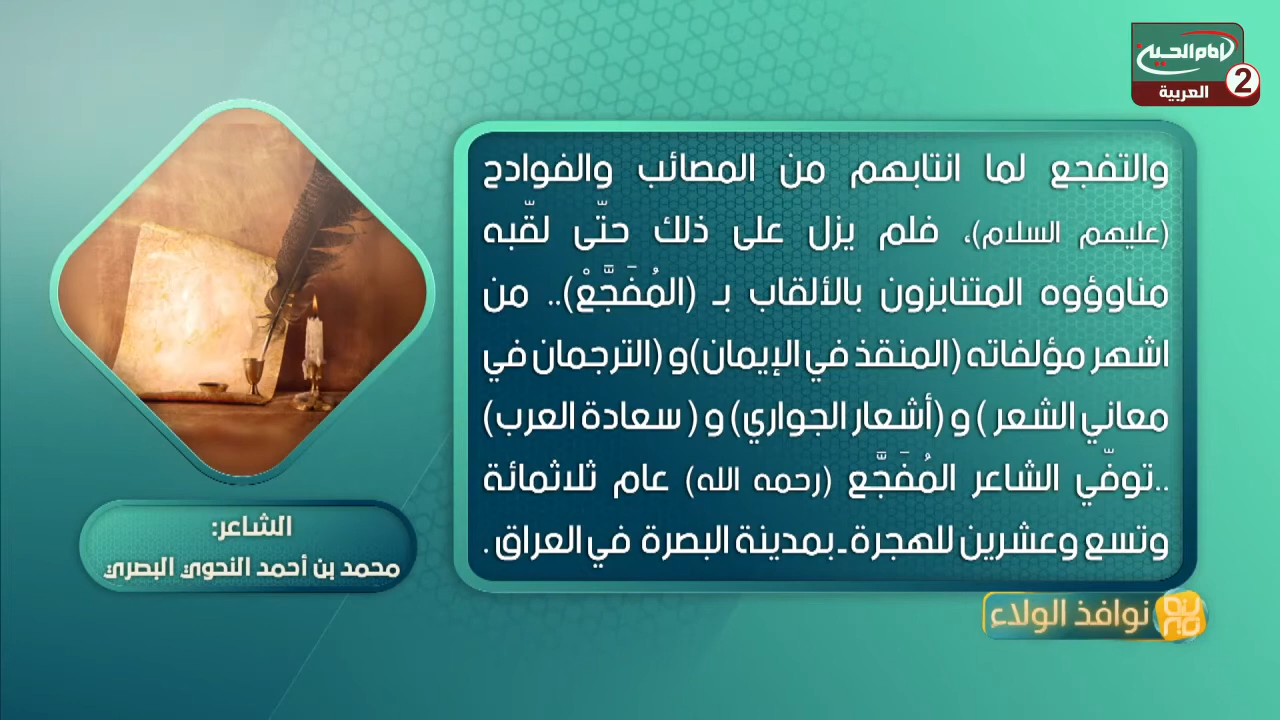 الإمام الحسين
2
العربية
والتفجع لما انتابهم من المصائب والفوادح
(عليهم السلام)، فلم يزل على ذلك حتّى لقّبه
مناوؤوه المتنابزون بالألقاب بـ (المُفَجَّعْ).. من
اشهر مؤلفاته (المنقذ في الإيمان)و (الترجمان في
معاني الشعر ) و (أشعار الجواري) و ( سعادة العرب)
..توفّي الشاعر المُفَجَّع (رحمه الله) عام ثلاثمائة
وتسع وعشرين للهجرة ـ بمدينة البصرة في العراق .
الشاعر:
محمد بن أحمد النحوي البصري
نوافذ الولاء